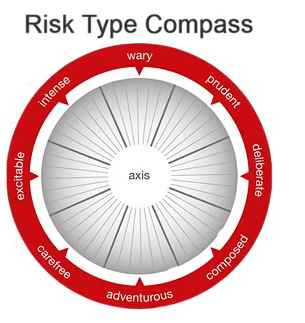 Risk Type Compass
wary
prudent
deliberate
composed
adventurous
carefree
excitable
intense
axis